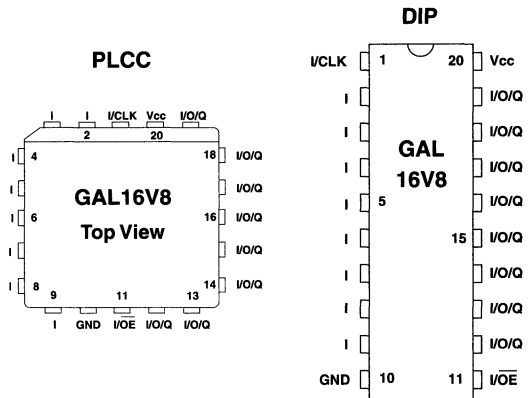 PLCC
I I I/CLK Vcc I/O/Q
2 20
I 4 18 I/O/Q
I I/O/Q
I 6 GAL16V8 16 I/O/Q
Top View
I I/O/Q
I 8 14 I/O/Q
9 11 13
I GND I/OE I/O/Q I/O/Q
DIP
I/CLK 1 20 Vcc
I I/O/Q
I I/O/Q
I GAL I/O/Q
16V8
I 5 I/O/Q
I 15 I/O/Q
I I/O/Q
I I/O/Q
I I/O/Q
GND 10 11 I/OE